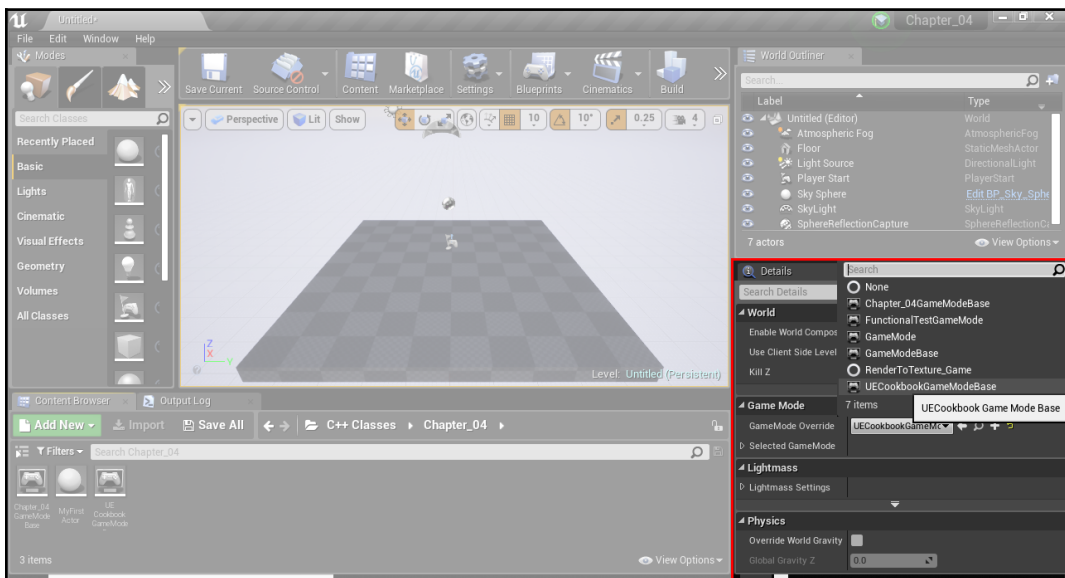 Untitled*
Chapter_04
File Edit Window Help
Modes
Search Classes
Recently Placed
Basic
Lights
Cinematic
Visual Effects
Geometry
Volumes
All Classes
Save Current Source Control Content Marketplace Settings Blueprints Cinematics Build
Perspective Lit Show 10 10° 0.25 4
Z
X
Y
Level: Untitled (Persistent)
World Outliner
Search...
Label Type
Untitled (Editor) World
Atmospheric Fog AtmosphericFog
Floor StaticMeshActor
Light Source DirectionalLight
Player Start PlayerStart
Sky Sphere Edit BP_Sky_Sphe
SkyLight SkyLight
SphereReflectionCapture SphereReflectionCa
7 actors View Options
Details
Search Details
World
Enable World Compos
Use Client Side Level
Kill Z
Search
None
Chapter_04GameModeBase
FunctionalTestGameMode
GameMode
GameModeBase
RenderToTexture_Game
UECookbookGameModeBase
7 items
UECookbook Game Mode Base
Game Mode
GameMode Override UECookbookGameMo
Selected GameMode
Lightmass
Lightmass Settings
Physics
Override World Gravity
Global Gravity Z 0.0
Content Browser Output Log
Add New Import Save All C++ Classes Chapter_04
Filters Search Chapter_04
Chapter_04
GameMode
Base
MyFirst
Actor
UE
Cookbook
GameMode
3 items View Options